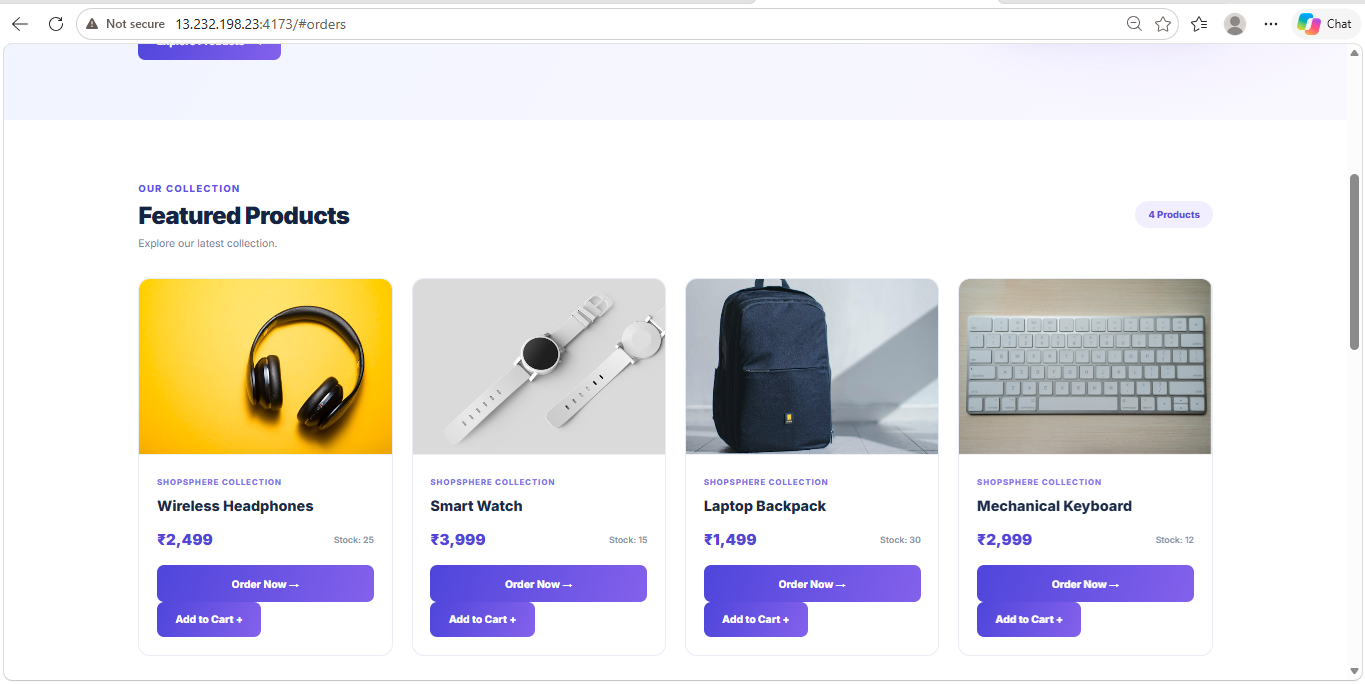 Not secure 13.232.198.23:4173/#orders Chat
Explore Products →
OUR COLLECTION
Featured Products
4 Products
Explore our latest collection.
SHOPSPHERE COLLECTION
Wireless Headphones
₹2,499 Stock: 25
Order Now →
Add to Cart +
SHOPSPHERE COLLECTION
Smart Watch
₹3,999 Stock: 15
Order Now →
Add to Cart +
SHOPSPHERE COLLECTION
Laptop Backpack
₹1,499 Stock: 30
Order Now →
Add to Cart +
SHOPSPHERE COLLECTION
Mechanical Keyboard
₹2,999 Stock: 12
Order Now →
Add to Cart +